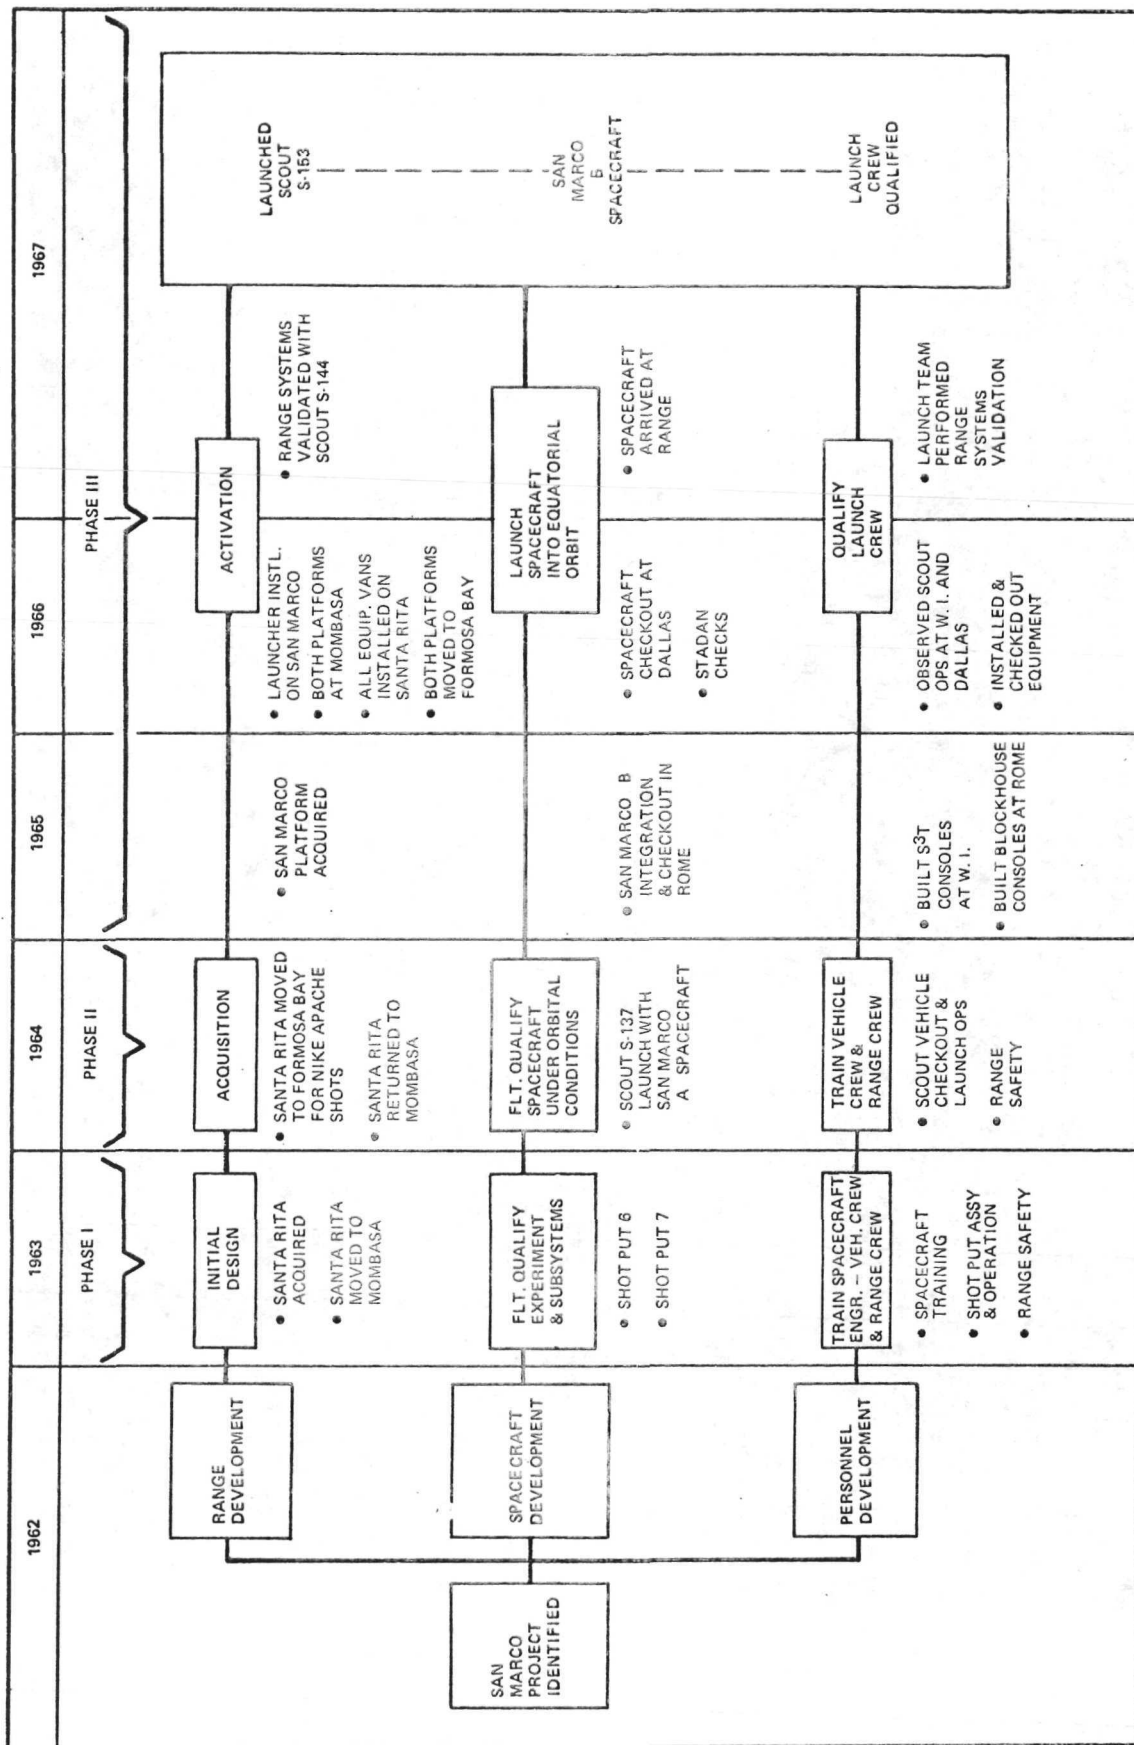 1962
1963
1964
1965
1966
1967
PHASE I
PHASE II
PHASE III
SAN
MARCO
PROJECT
IDENTIFIED
RANGE
DEVELOPMENT
INITIAL
DESIGN
• SANTA RITA
ACQUIRED
• SANTA RITA
MOVED TO
MOMBASA
ACQUISITION
• SANTA RITA MOVED
TO FORMOSA BAY
FOR NIKE APACHE
SHOTS
• SANTA RITA
RETURNED TO
MOMBASA
• SAN MARCO
PLATFORM
ACQUIRED
ACTIVATION
• LAUNCHER INSTL.
ON SAN MARCO
• BOTH PLATFORMS
AT MOMBASA
• ALL EQUIP. VANS
INSTALLED ON
SANTA RITA
• BOTH PLATFORMS
MOVED TO
FORMOSA BAY
• RANGE SYSTEMS
VALIDATED WITH
SCOUT S-144
LAUNCHED
SCOUT
S-153
SPACECRAFT
DEVELOPMENT
FLT. QUALIFY
EXPERIMENT
& SUBSYSTEMS
• SHOT PUT 6
• SHOT PUT 7
FLT. QUALIFY
SPACECRAFT
UNDER ORBITAL
CONDITIONS
• SCOUT S-137
LAUNCH WITH
SAN MARCO
A SPACECRAFT
• SAN MARCO B
INTEGRATION
& CHECKOUT IN
ROME
LAUNCH
SPACECRAFT
INTO EQUATORIAL
ORBIT
• SPACECRAFT
CHECKOUT AT
DALLAS
• STADAN
CHECKS
• SPACECRAFT
ARRIVED AT
RANGE
SAN
MARCO
B
SPACECRAFT
PERSONNEL
DEVELOPMENT
TRAIN SPACECRAFT
ENGR. – VEH. CREW
& RANGE CREW
• SPACECRAFT
TRAINING
• SHOT PUT ASSY
& OPERATION
• RANGE SAFETY
TRAIN VEHICLE
CREW &
RANGE CREW
• SCOUT VEHICLE
CHECKOUT &
LAUNCH OPS
• RANGE
SAFETY
• BUILT S³T
CONSOLES
AT W. I.
• BUILT BLOCKHOUSE
CONSOLES AT ROME
QUALIFY
LAUNCH
CREW
• OBSERVED SCOUT
OPS AT W. I. AND
DALLAS
• INSTALLED &
CHECKED OUT
EQUIPMENT
• LAUNCH TEAM
PERFORMED
RANGE
SYSTEMS
VALIDATION
LAUNCH
CREW
QUALIFIED